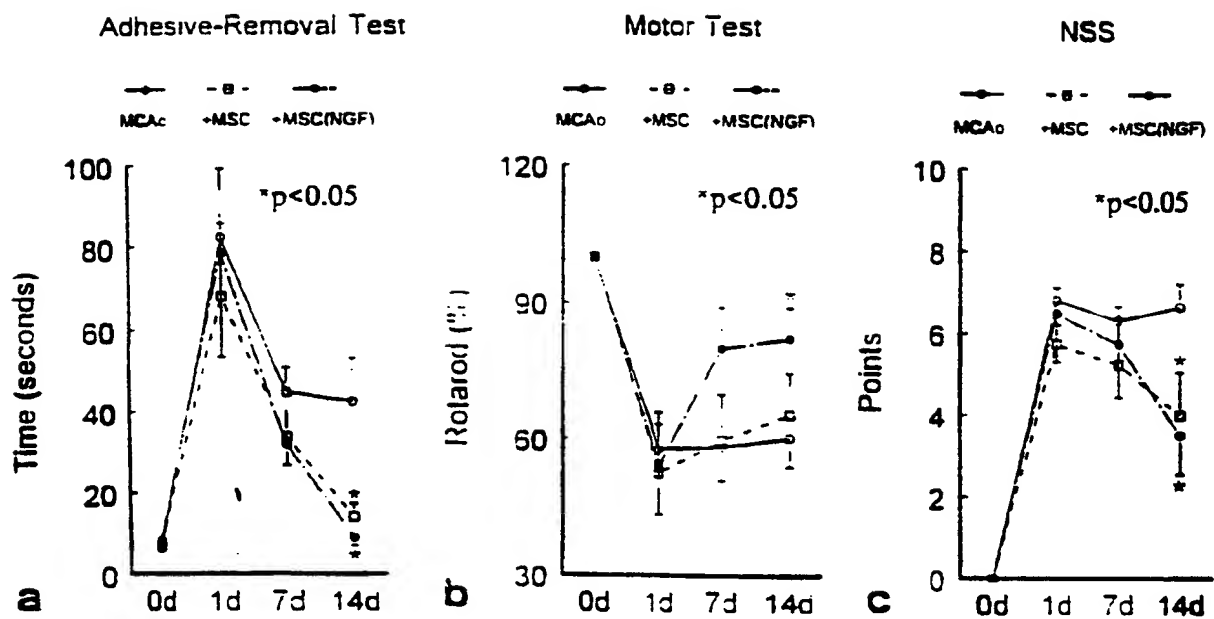 Adhesive-Removal Test
MCAc
+MSC
+MSC(NGF)
*p<0.05
Time (seconds)
100
80
60
40
20
0
0d
1d
7d
14d
a
Motor Test
MCAo
+MSC
+MSC(NGF)
*p<0.05
Rotarod (%)
120
90
60
30
0d
1d
7d
14d
b
NSS
MCAo
+MSC
+MSC(NGF)
*p<0.05
Points
10
8
6
4
2
0
0d
1d
7d
14d
c